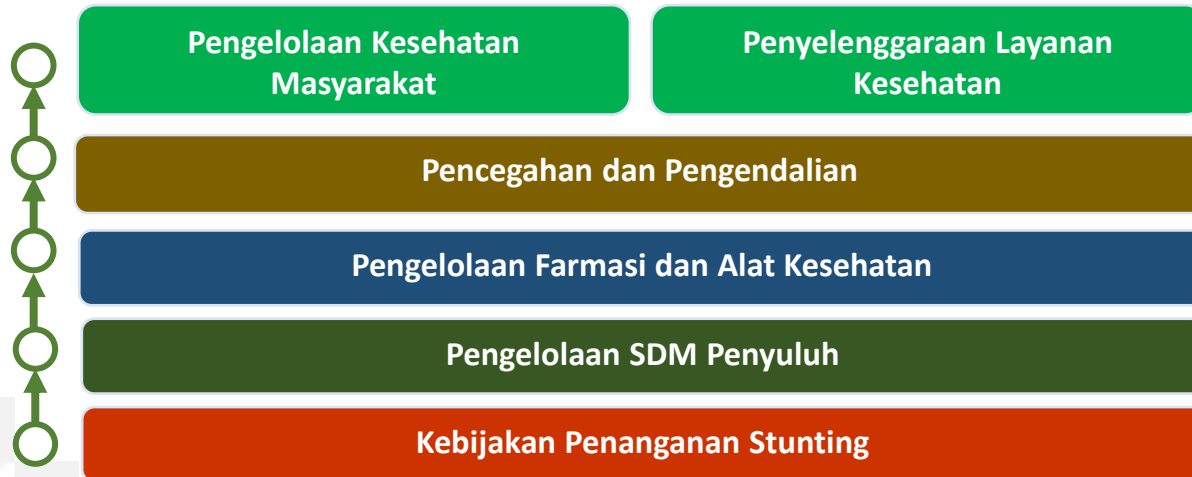 Pengelolaan Kesehatan
Masyarakat
Penyelenggaraan Layanan
Kesehatan
Pencegahan dan Pengendalian
Pengelolaan Farmasi dan Alat Kesehatan
Pengelolaan SDM Penyuluh
Kebijakan Penanganan Stunting